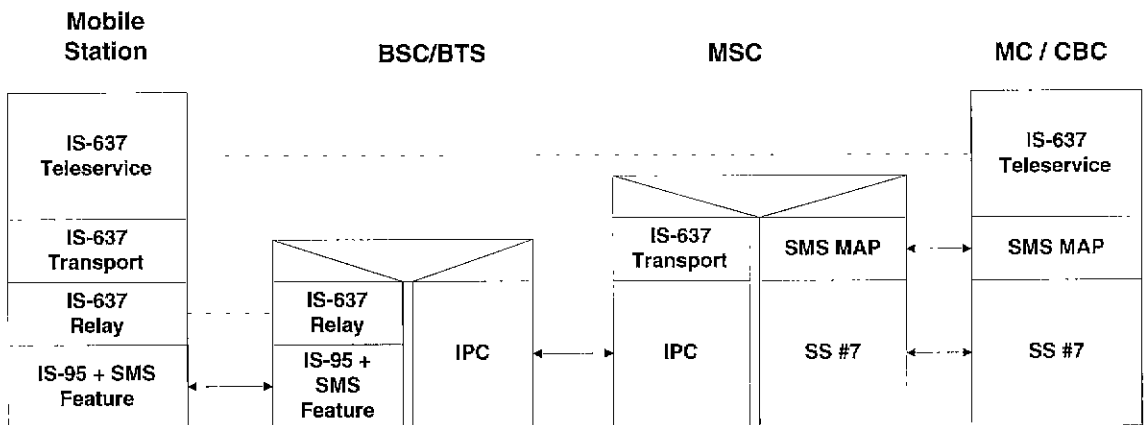 Mobile
Station
BSC/BTS
MSC
MC / CBC
IS-637
Teleservice
IS-637
Transport
IS-637
Relay
IS-95 + SMS
Feature
IS-637
Relay
IS-95 +
SMS
Feature
IPC
IS-637
Transport
IPC
SMS MAP
SS #7
IS-637
Teleservice
SMS MAP
SS #7